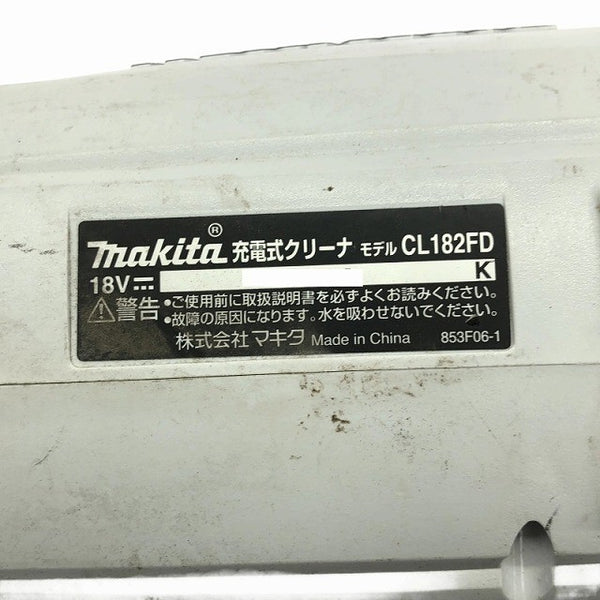 makita® 充電式クリーナ モデル CL182FD
18V⎓ K
⚠警告 •ご使用前に取扱説明書を必ずよくお読みください。
•故障の原因になります。水を吸わせないでください。
株式会社 マキタ Made in China 853F06-1